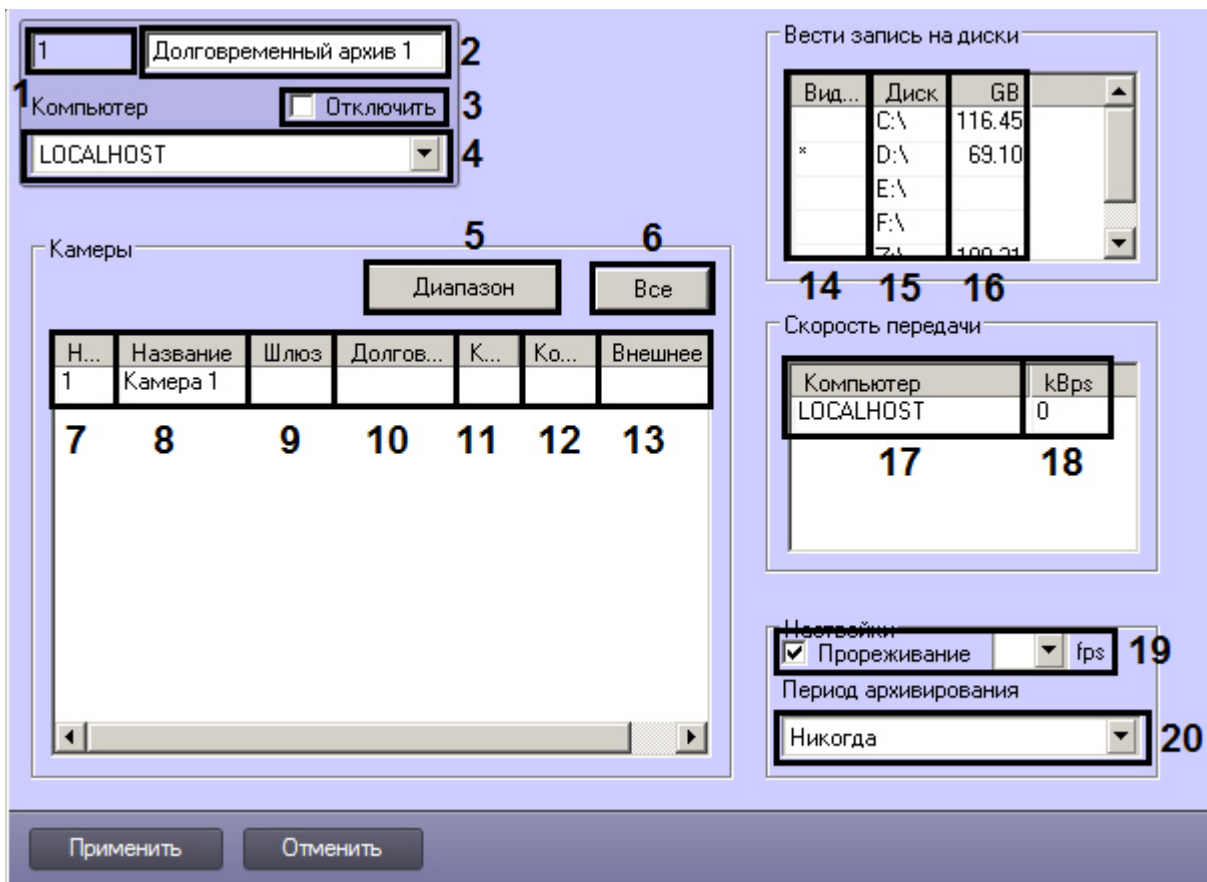 1 Долговременный архив 1 2
1
Компьютер Отключить 3
LOCALHOST 4
Камеры
5 6
Диапазон Все
Н... Название Шлюз Долгов... К... Ко... Внешнее
1 Камера 1
7 8 9 10 11 12 13
Вести запись на диски
Вид... Диск GB
C:\ 116.45
* D:\ 69.10
E:\
F:\
14 15 16
Скорость передачи
Компьютер kBps
LOCALHOST 0
17 18
Настройки
Прореживание fps 19
Период архивирования
Никогда 20
Применить Отменить